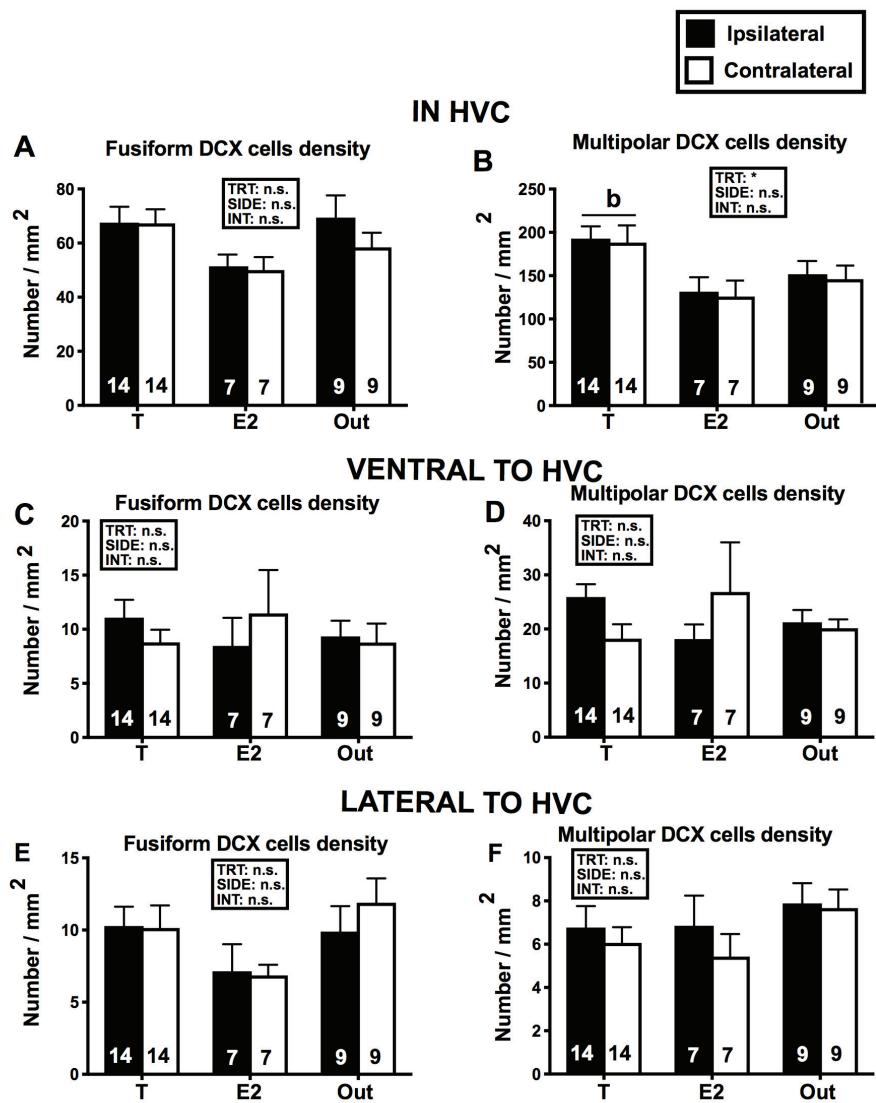 Ipsilateral
Contralateral
IN HVC
A
Fusiform DCX cells density
TRT: n.s.
SIDE: n.s.
INT: n.s.
Number / mm 2
80
60
40
20
0
14 14 7 7 9 9
T E2 Out
B
Multipolar DCX cells density
TRT: *
SIDE: n.s.
INT: n.s.
b
Number / mm 2
250
200
150
100
50
0
14 14 7 7 9 9
T E2 Out
VENTRAL TO HVC
C
Fusiform DCX cells density
TRT: n.s.
SIDE: n.s.
INT: n.s.
Number / mm 2
20
15
10
5
0
14 14 7 7 9 9
T E2 Out
D
Multipolar DCX cells density
TRT: n.s.
SIDE: n.s.
INT: n.s.
Number / mm 2
40
30
20
10
0
14 14 7 7 9 9
T E2 Out
LATERAL TO HVC
E
Fusiform DCX cells density
TRT: n.s.
SIDE: n.s.
INT: n.s.
Number / mm 2
15
10
5
0
14 14 7 7 9 9
T E2 Out
F
Multipolar DCX cells density
TRT: n.s.
SIDE: n.s.
INT: n.s.
Number / mm 2
8
6
4
2
0
14 14 7 7 9 9
T E2 Out